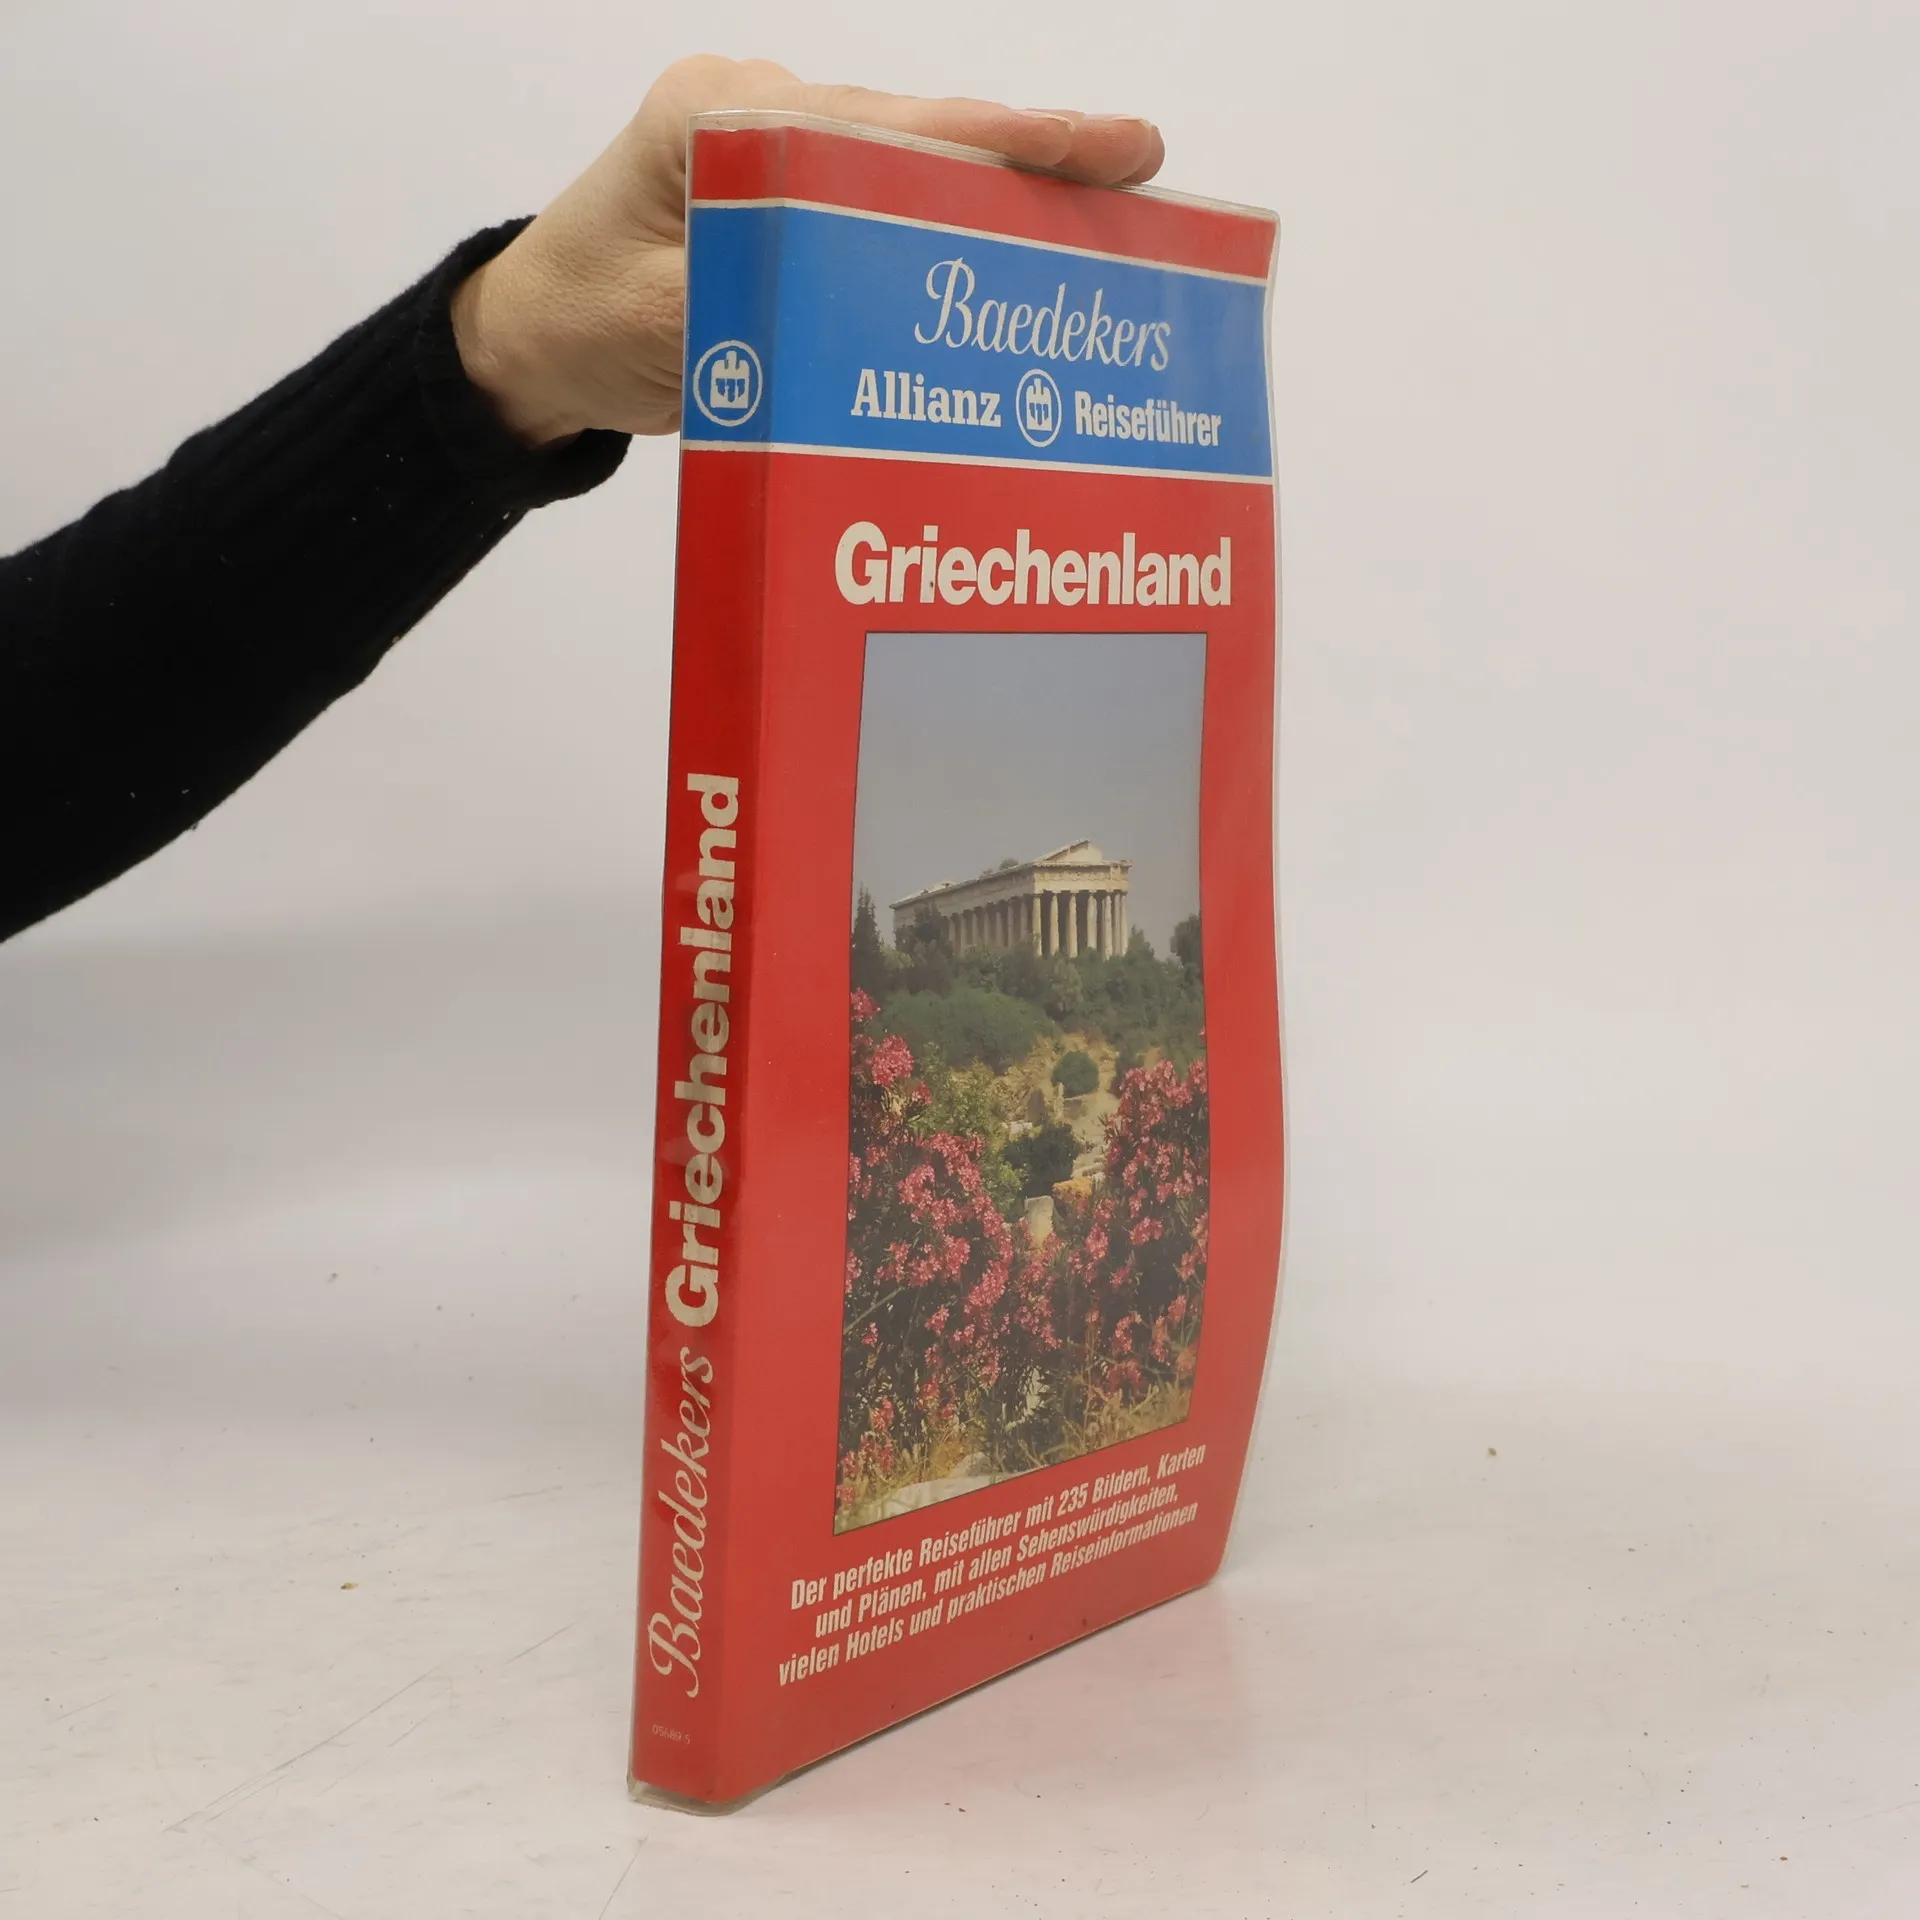 Baedekers
Allianz Reiseführer
Griechenland
Der perfekte Reiseführer mit 235 Bildern, Karten
und Plänen, mit allen Sehenswürdigkeiten,
vielen Hotels und praktischen Reiseinformationen
Baedekers Griechenland